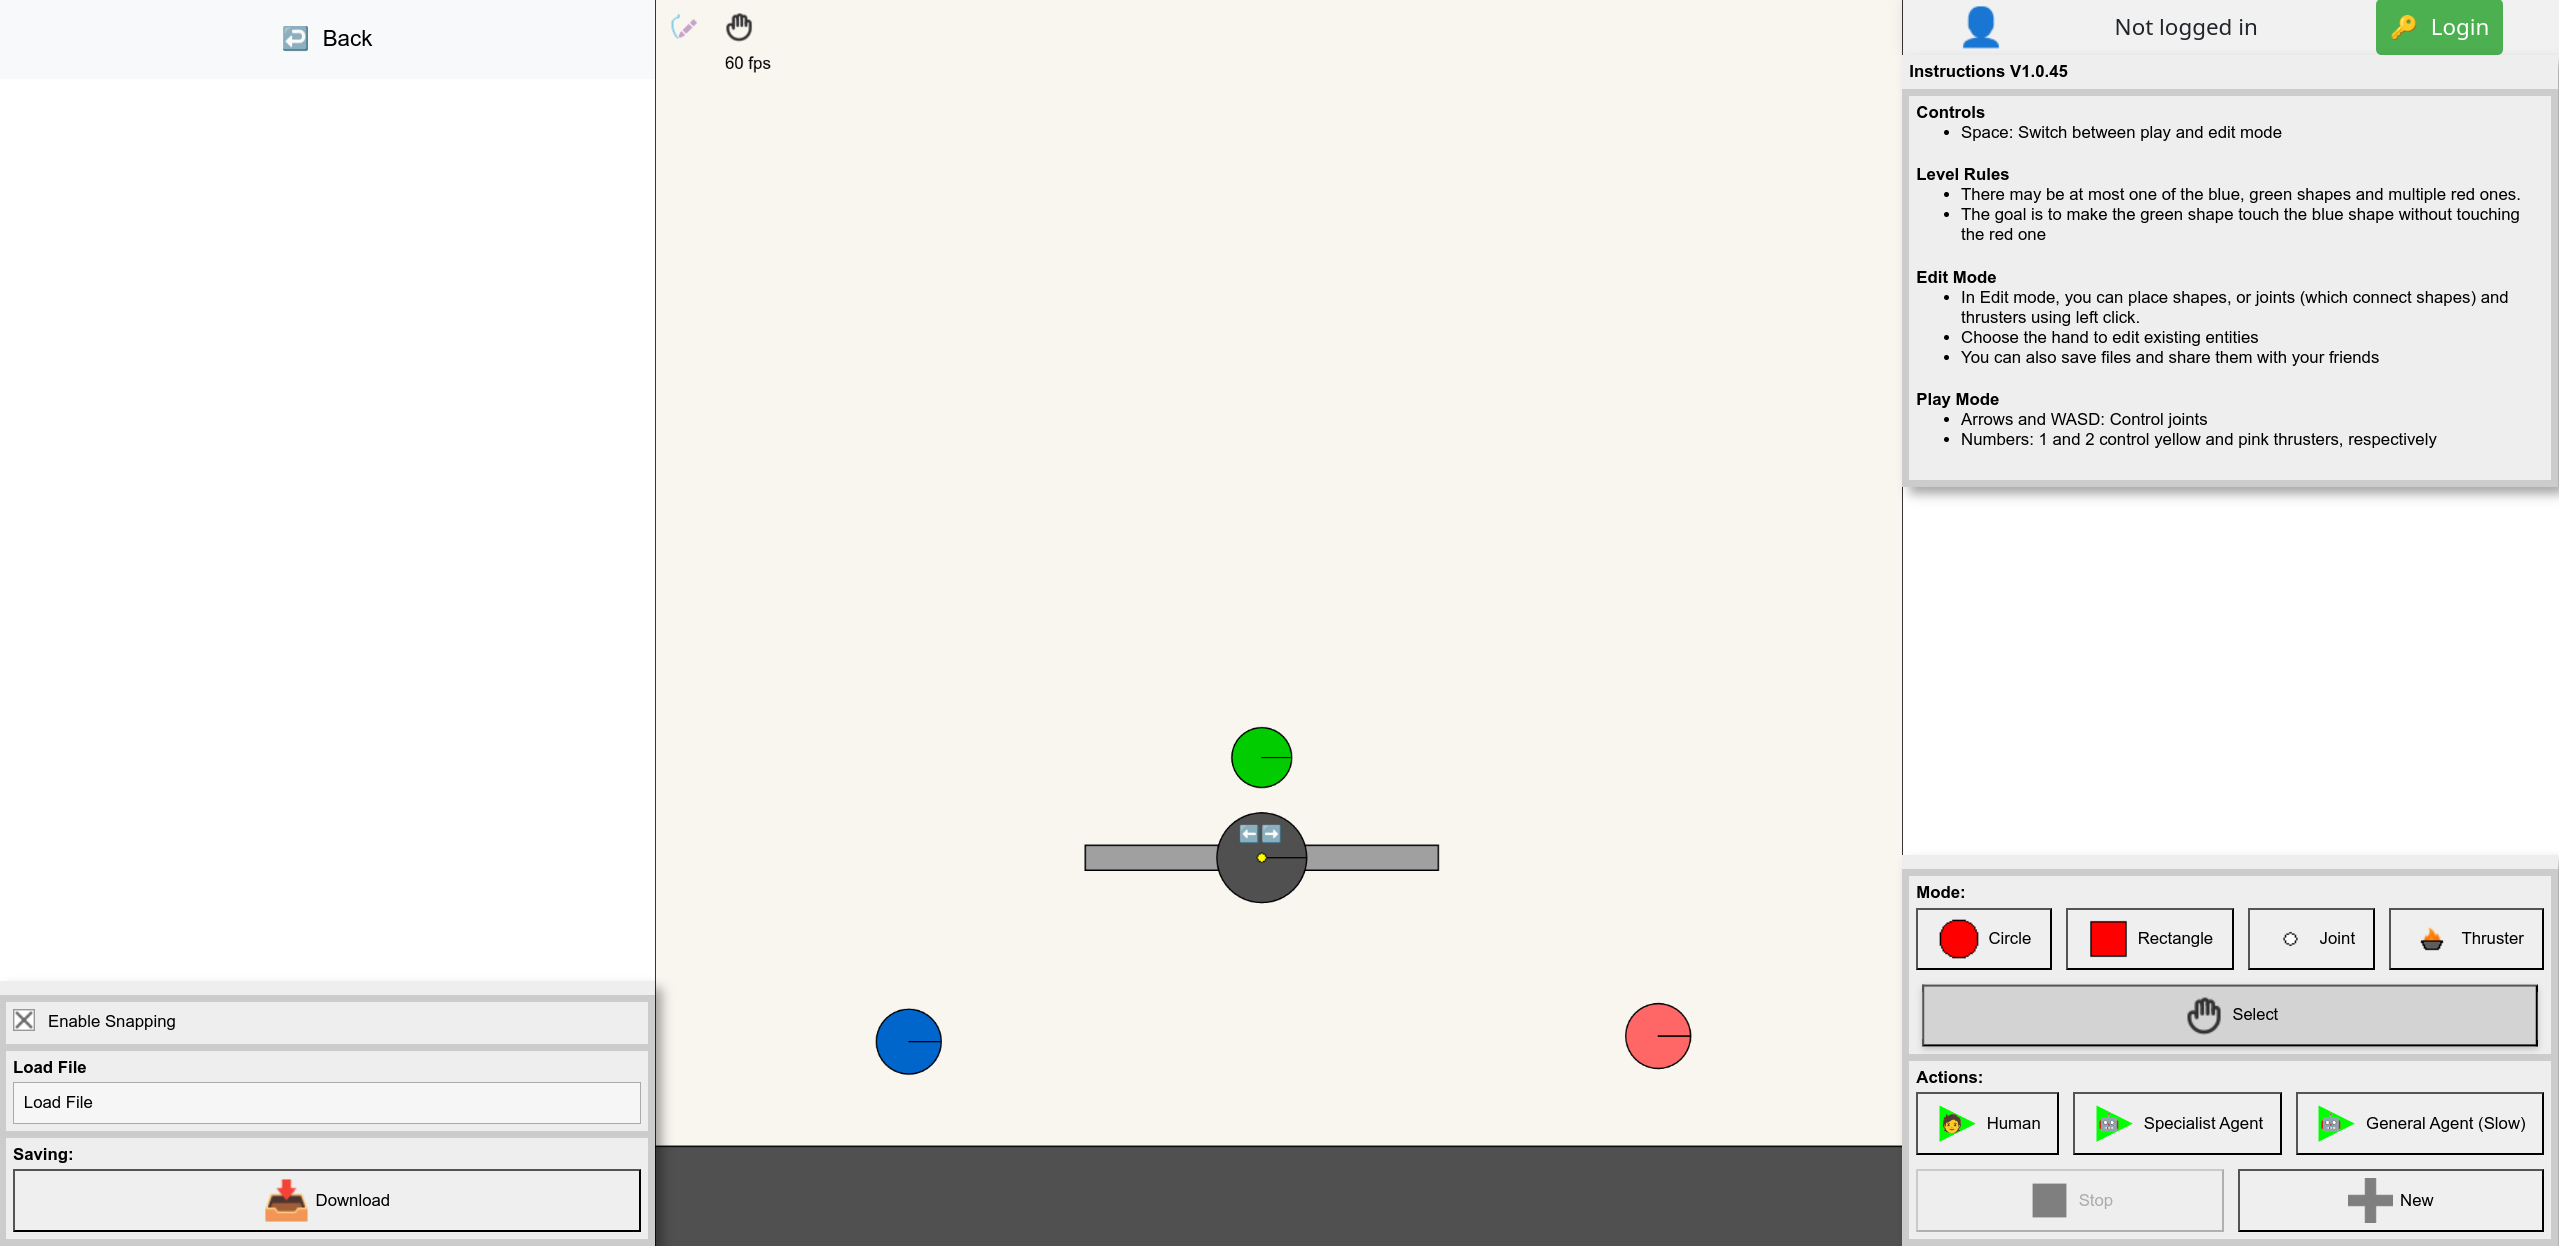 Back
60 fps
Not logged in
Login
Instructions V1.0.45
Controls
Space: Switch between play and edit mode
Level Rules
There may be at most one of the blue, green shapes and multiple red ones.
The goal is to make the green shape touch the blue shape without touching
the red one
Edit Mode
In Edit mode, you can place shapes, or joints (which connect shapes) and
thrusters using left click.
Choose the hand to edit existing entities
You can also save files and share them with your friends
Play Mode
Arrows and WASD: Control joints
Numbers: 1 and 2 control yellow and pink thrusters, respectively
Enable Snapping
Load File
Load File
Saving:
Download
Mode:
Circle
Rectangle
Joint
Thruster
Select
Actions:
Human
Specialist Agent
General Agent (Slow)
Stop
New